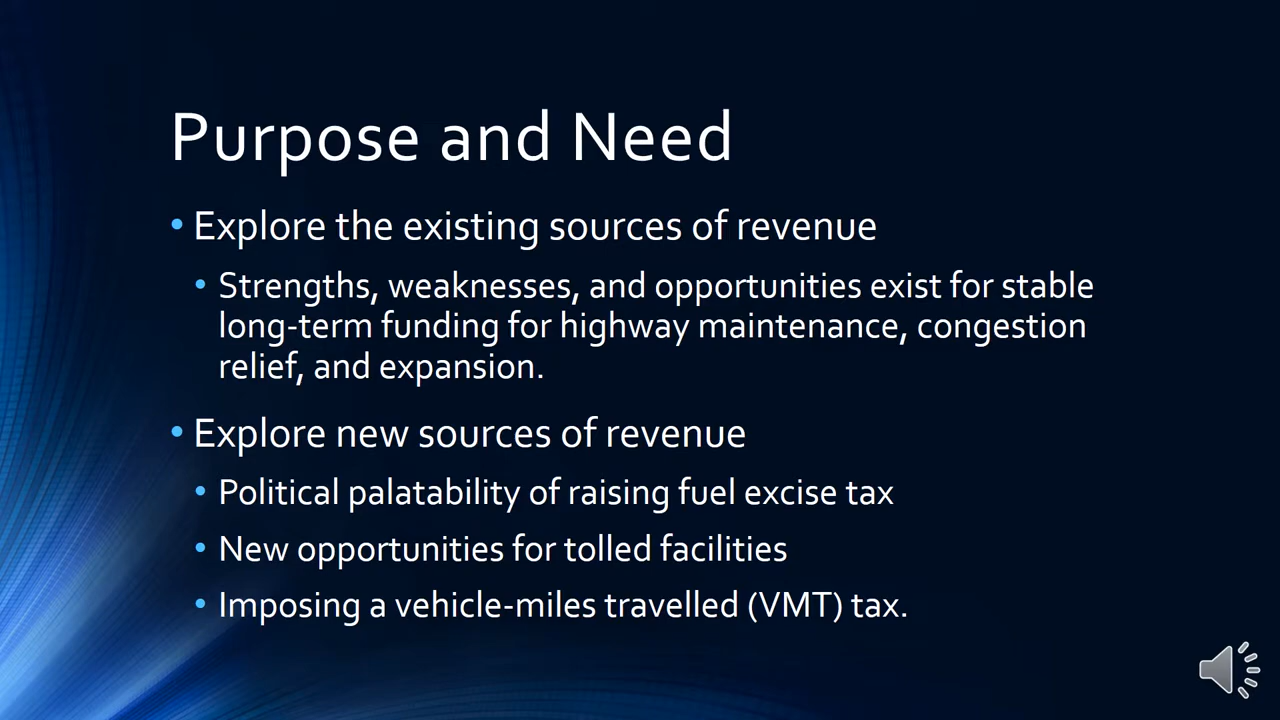 Purpose and Need
• Explore the existing sources of revenue
• Strengths, weaknesses, and opportunities exist for stable
long-term funding for highway maintenance, congestion
relief, and expansion.
• Explore new sources of revenue
• Political palatability of raising fuel excise tax
• New opportunities for tolled facilities
• Imposing a vehicle-miles travelled (VMT) tax.